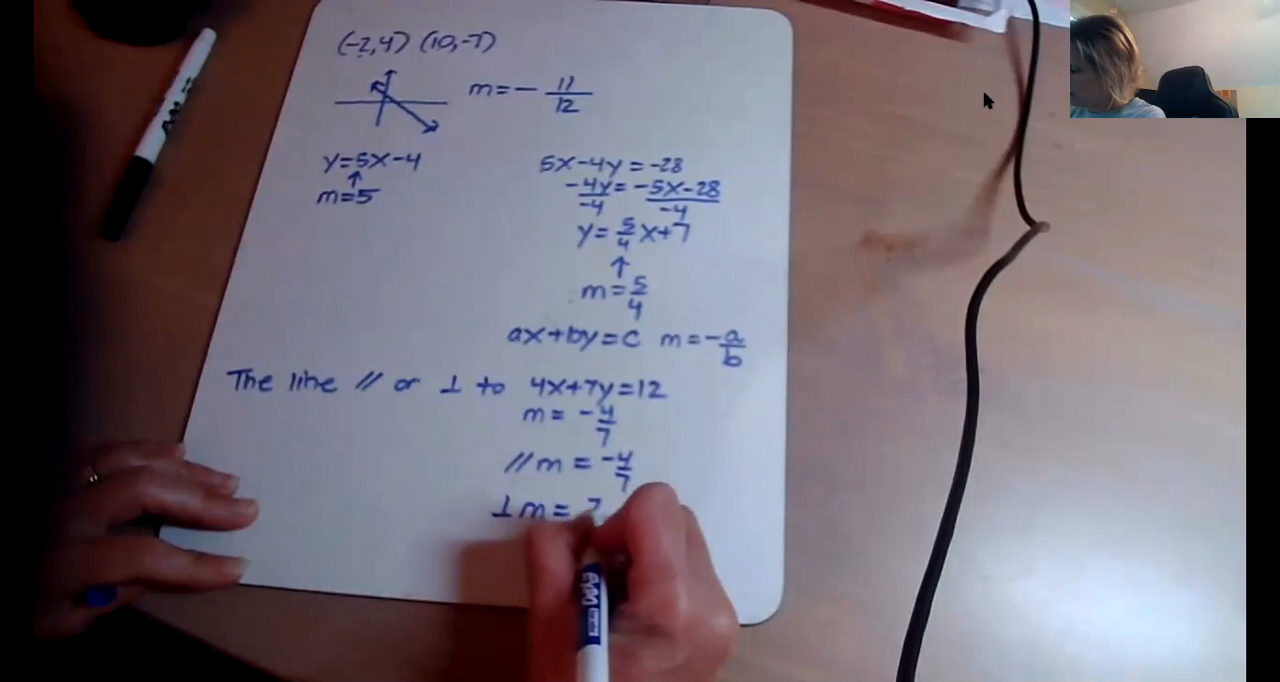 (-2,4) (10,-7)
m = - 11/12
y=5x-4
m=5
5x-4y=-28
-4y/-4 = -5x-28/-4
y= 5/4 x+7
↑
m= 5/4
ax+by=c m=-a/b
The line // or ⊥ to 4x+7y=12
m= -4/7
// m = -4/7
⊥ m = 7
EXPO